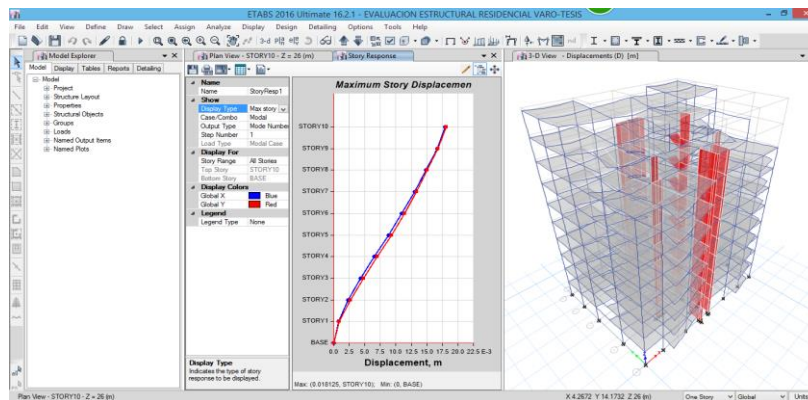 ETABS 2016 Ultimate 16.2.1 - EVALUACION ESTRUCTURAL RESIDENCIAL VARO-TESIS
File Edit View Define Draw Select Assign Analyze Display Design Detailing Options Tools Help
Model Explorer
Model Display Tables Reports Detailing
Model
Project
Structure Layout
Properties
Structural Objects
Groups
Loads
Named Output Items
Named Plots
Plan View - STORY10 - Z = 26 (m)
Story Response
Name
Name StoryResp1
Show
Display Type Max story
Case/Combo Modal
Output Type Mode Number
Step Number 1
Load Type Modal Case
Display For
Story Range All Stories
Top Story STORY10
Bottom Story BASE
Display Colors
Global X Blue
Global Y Red
Legend
Legend Type None
Display Type
Indicates the type of story
response to be displayed.
Maximum Story Displacemen
STORY10
STORY9
STORY8
STORY7
STORY6
STORY5
STORY4
STORY3
STORY2
STORY1
BASE
0.0 2.5 5.0 7.5 10.0 12.5 15.0 17.5 20.0 22.5 E-3
Displacement, m
Max: (0.018125, STORY10); Min: (0, BASE)
3-D View - Displacements (D) [m]
Plan View - STORY10 - Z = 26 (m)
X 4.2672 Y 14.1732 Z 26 (m)
One Story
Global
Units